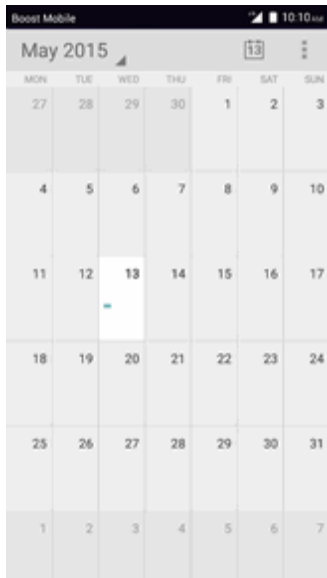 Boost Mobile 10:10 AM
May 2015 13
MON TUE WED THU FRI SAT SUN
27 28 29 30 1 2 3
4 5 6 7 8 9 10
11 12 13 14 15 16 17
18 19 20 21 22 23 24
25 26 27 28 29 30 31
1 2 3 4 5 6 7